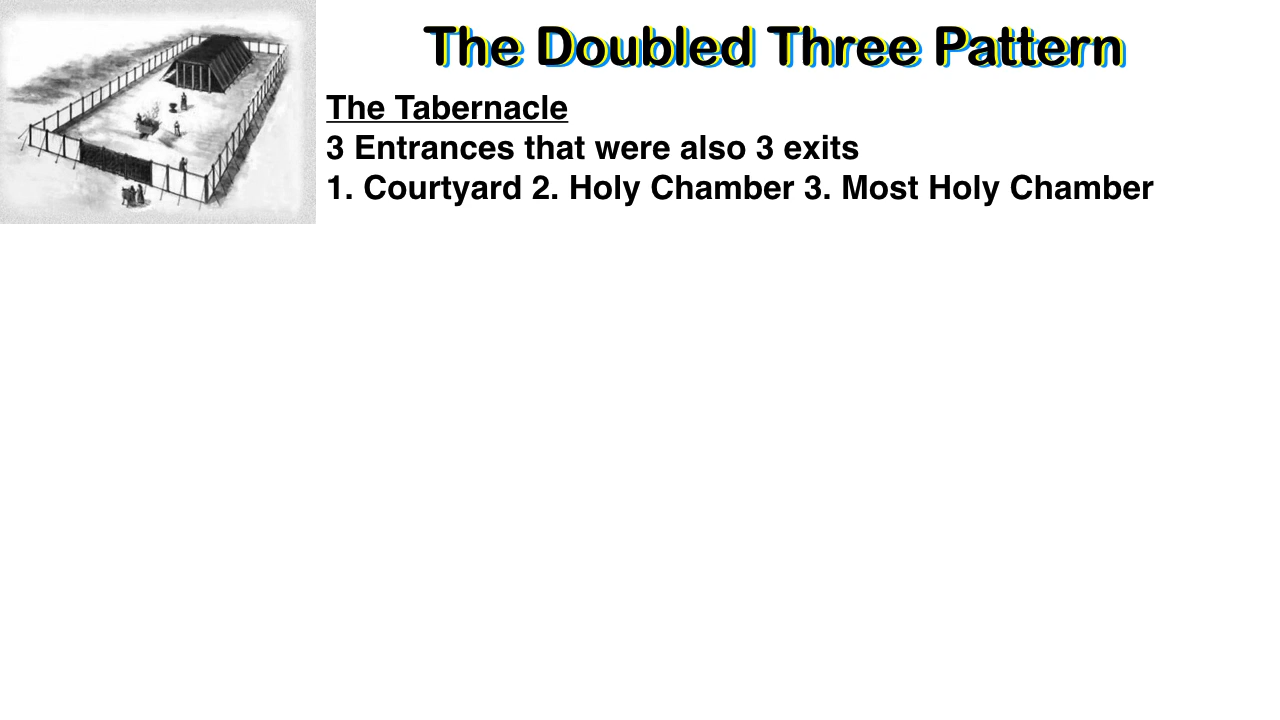 The Doubled Three Pattern
The Tabernacle
3 Entrances that were also 3 exits
1. Courtyard 2. Holy Chamber 3. Most Holy Chamber